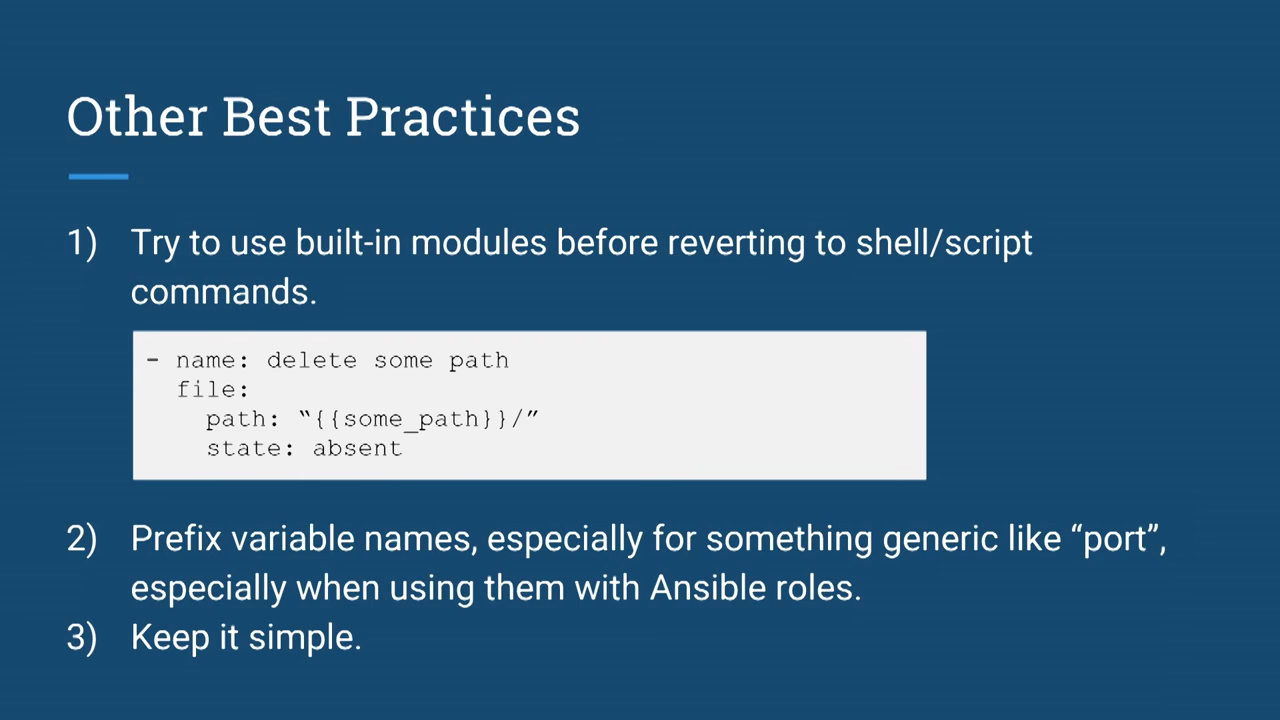 Other Best Practices
1) Try to use built-in modules before reverting to shell/script
commands.
- name: delete some path
  file:
    path: “{{some_path}}/”
    state: absent
2) Prefix variable names, especially for something generic like “port”,
especially when using them with Ansible roles.
3) Keep it simple.